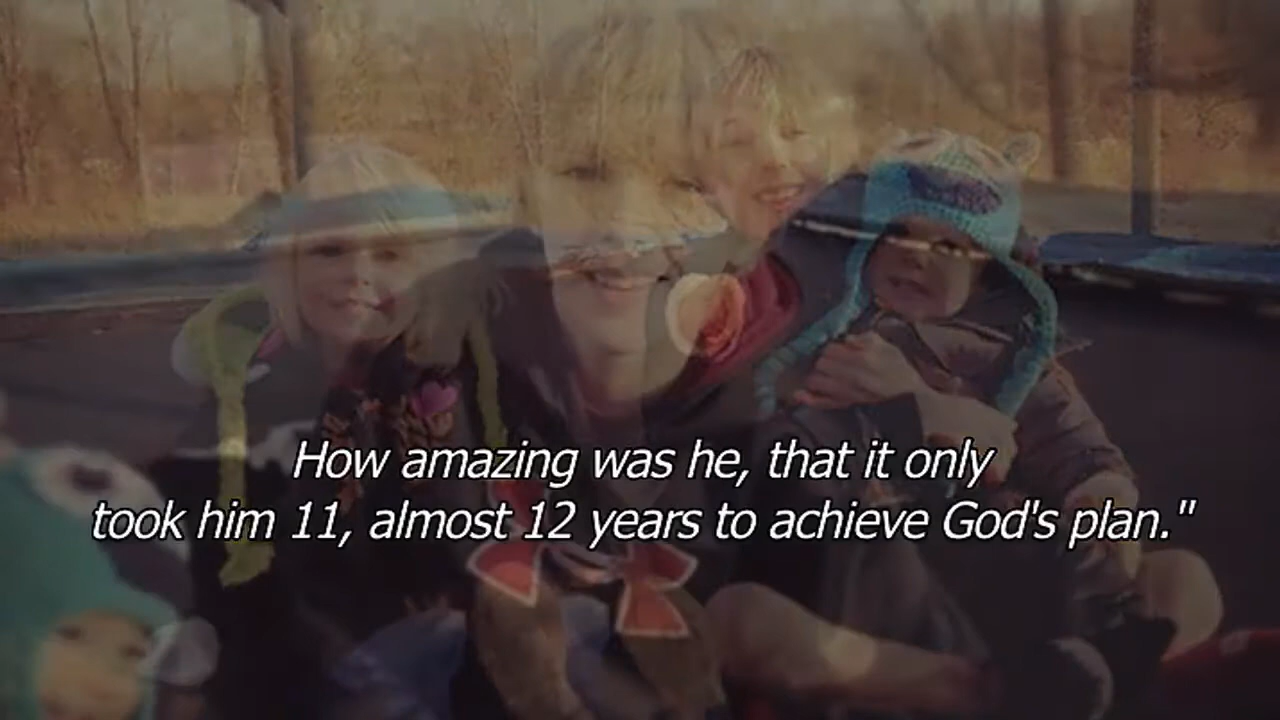 How amazing was he, that it only
took him 11, almost 12 years to achieve God's plan."